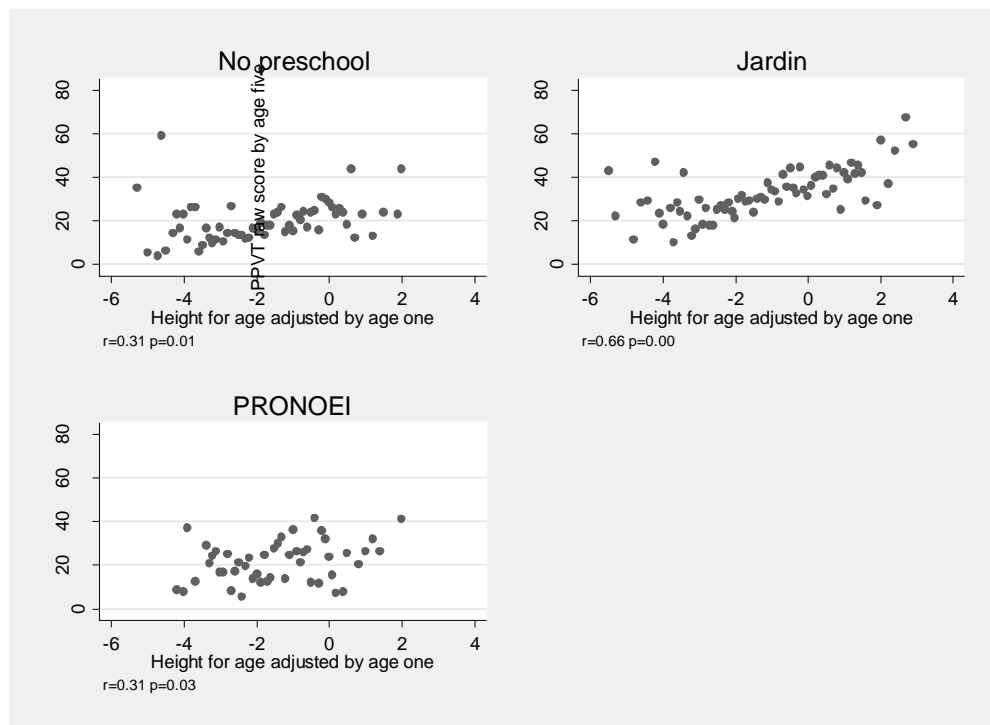 No preschool
PPVT raw score by age five
80
60
40
20
0
-6 -4 -2 0 2 4
Height for age adjusted by age one
r=0.31 p=0.01
Jardin
80
60
40
20
0
-6 -4 -2 0 2 4
Height for age adjusted by age one
r=0.66 p=0.00
PRONOEI
80
60
40
20
0
-6 -4 -2 0 2 4
Height for age adjusted by age one
r=0.31 p=0.03